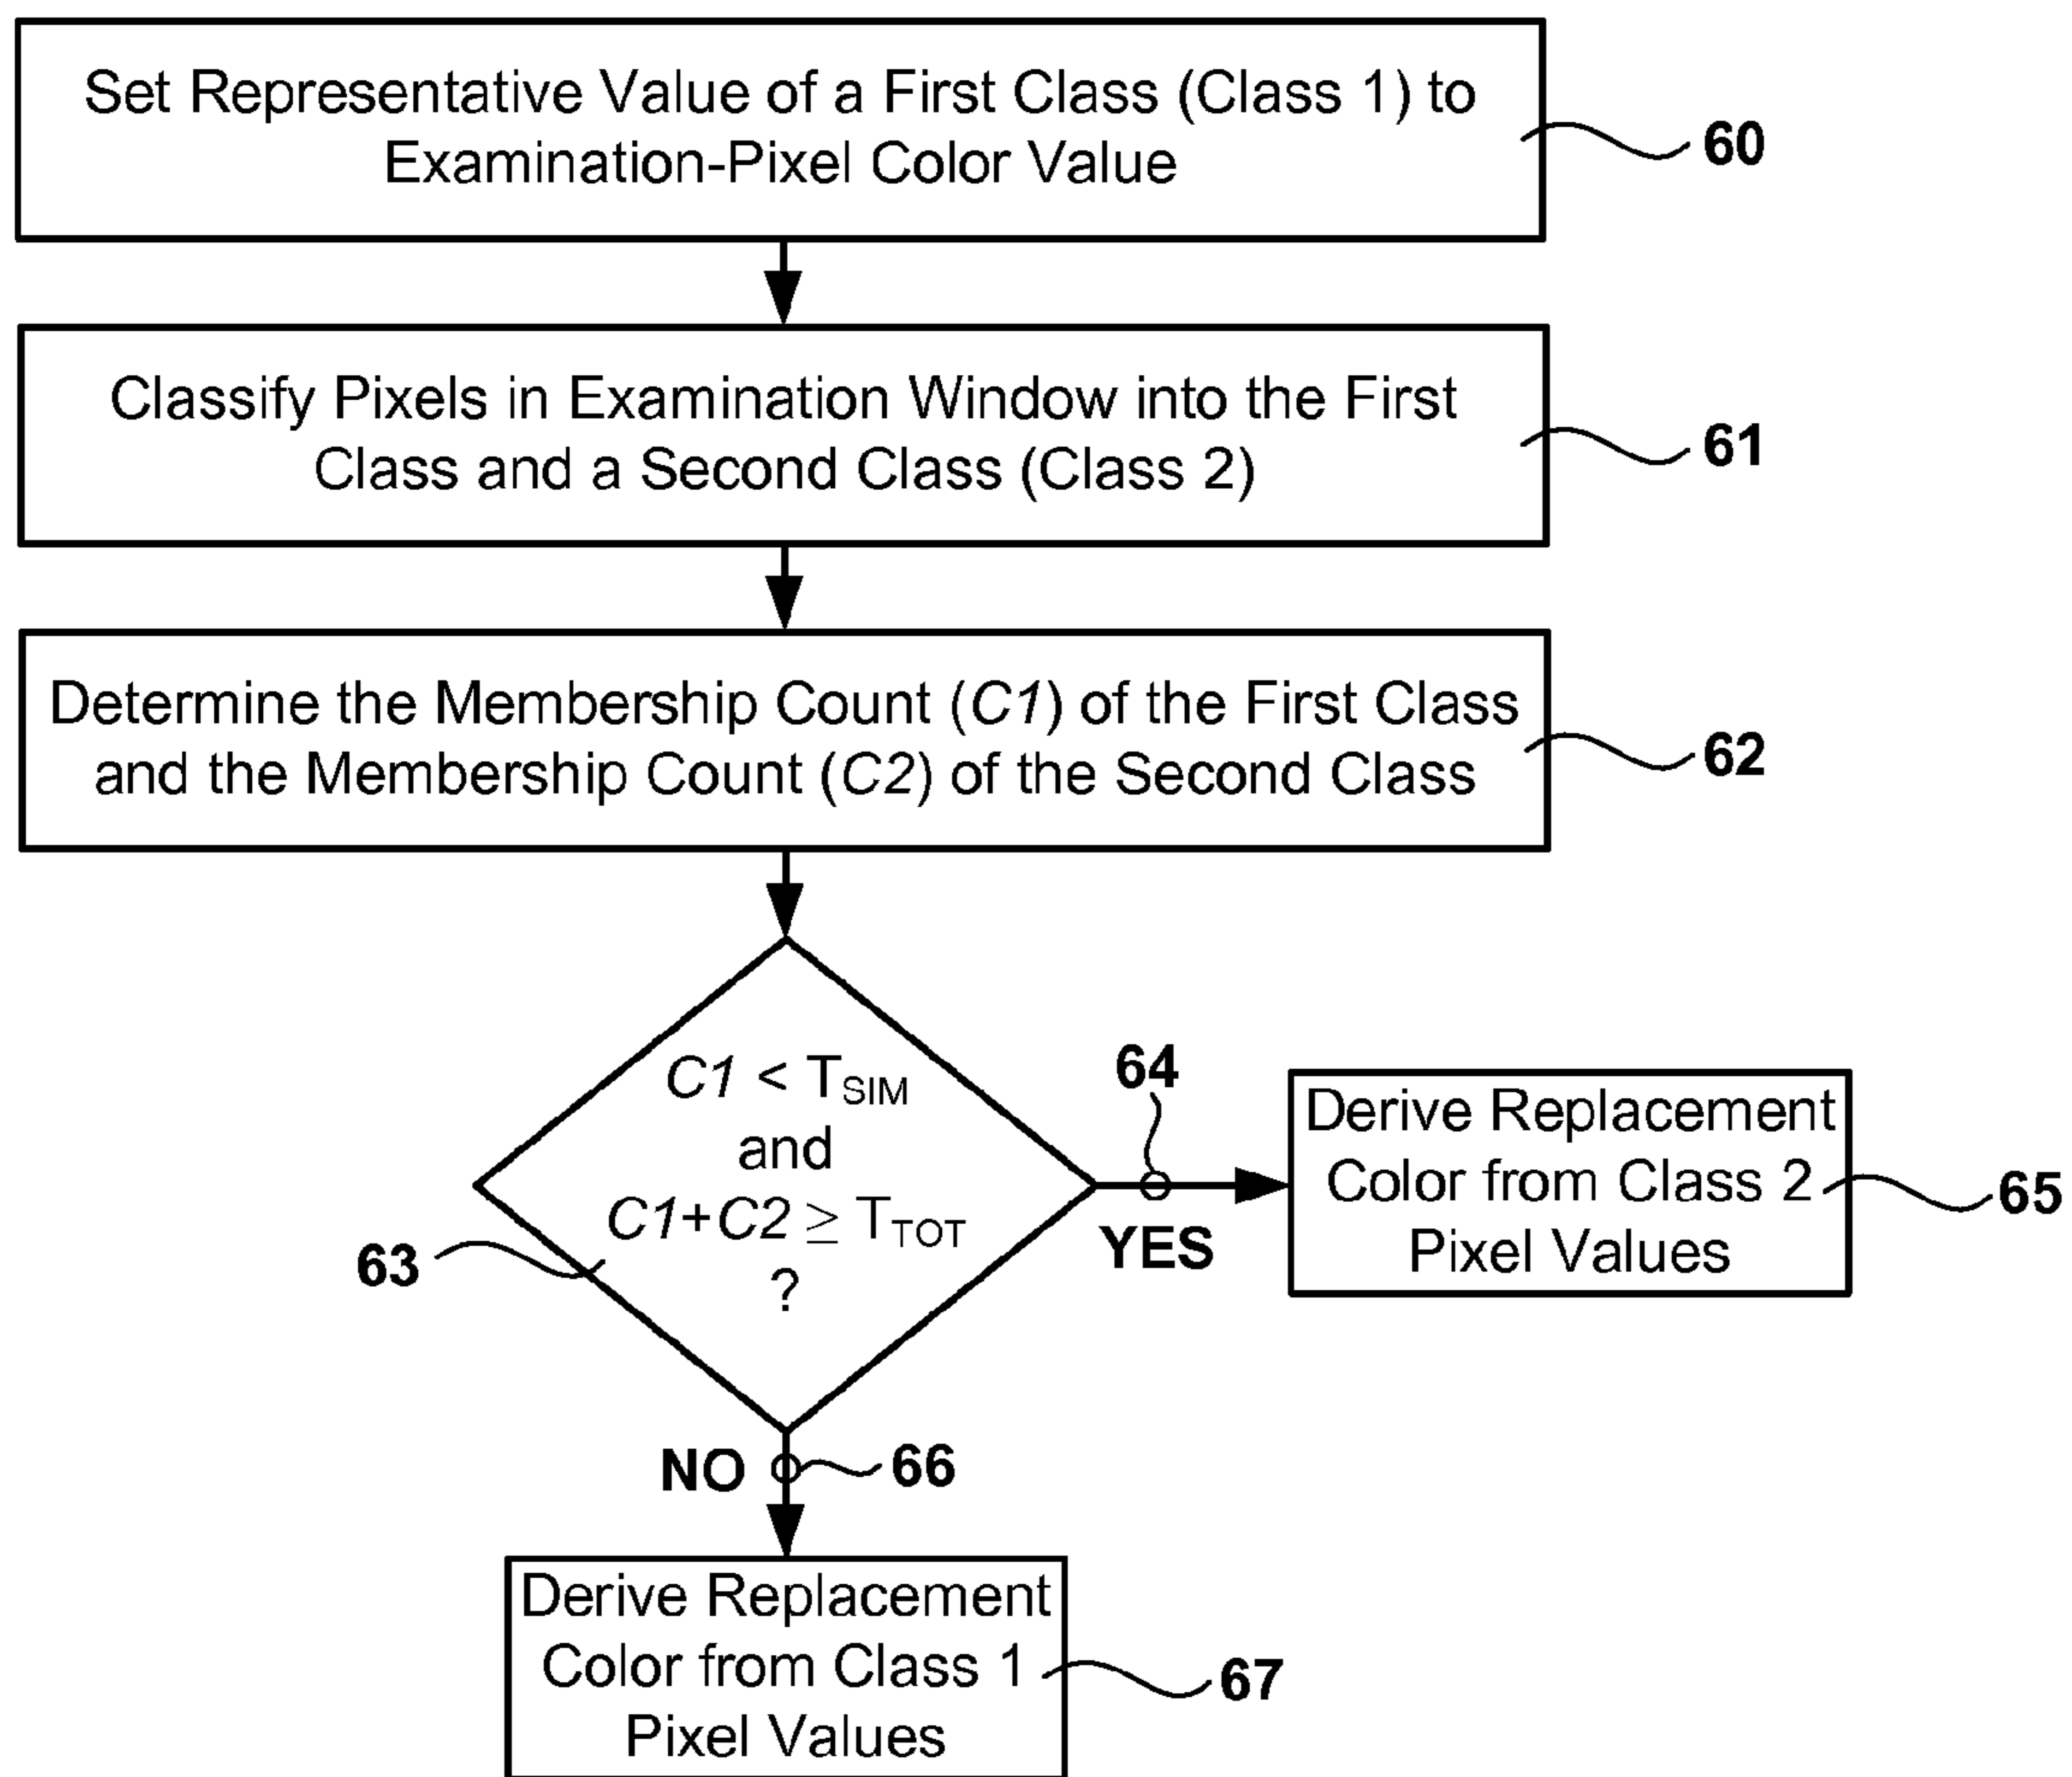 Set Representative Value of a First Class (Class 1) to
Examination-Pixel Color Value
60
Classify Pixels in Examination Window into the First
Class and a Second Class (Class 2)
61
Determine the Membership Count (C1) of the First Class
and the Membership Count (C2) of the Second Class
62
C1 < TSIM
and
C1+C2 ≥ TTOT
?
63
64
YES
Derive Replacement
Color from Class 2
Pixel Values
65
NO
66
Derive Replacement
Color from Class 1
Pixel Values
67